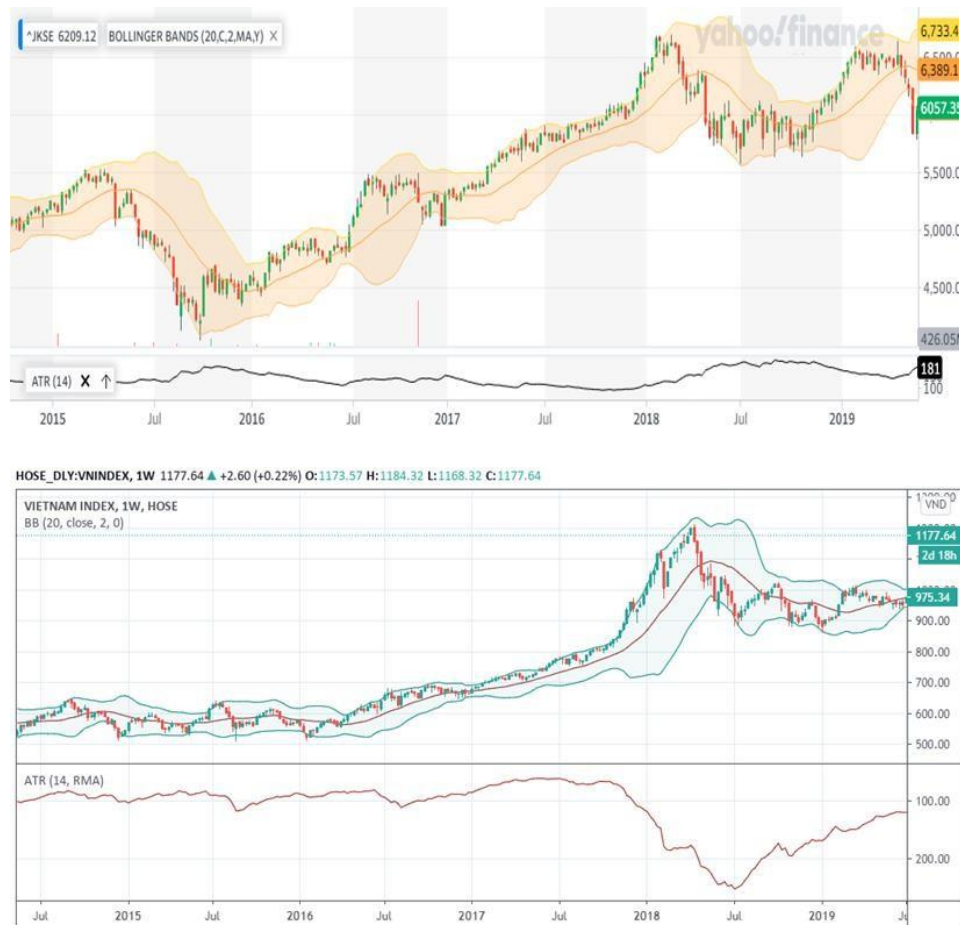 ^JKSE 6209.12 BOLLINGER BANDS (20,C,2,MA,Y) X
yahoo!finance
6,733.4
6,389.1
6057.35
5,500.0
5,000.0
4,500.0
426.05
ATR (14) X ↑
181
100
2015 Jul 2016 Jul 2017 Jul 2018 Jul 2019
HOSE_DLY:VNINDEX, 1W 1177.64 ▲ +2.60 (+0.22%) O:1173.57 H:1184.32 L:1168.32 C:1177.64
VIETNAM INDEX, 1W, HOSE
BB (20, close, 2, 0)
VND
1177.64
2d 18h
975.34
900.00
800.00
700.00
600.00
500.00
ATR (14, RMA)
100.00
200.00
Jul 2015 Jul 2016 Jul 2017 Jul 2018 Jul 2019